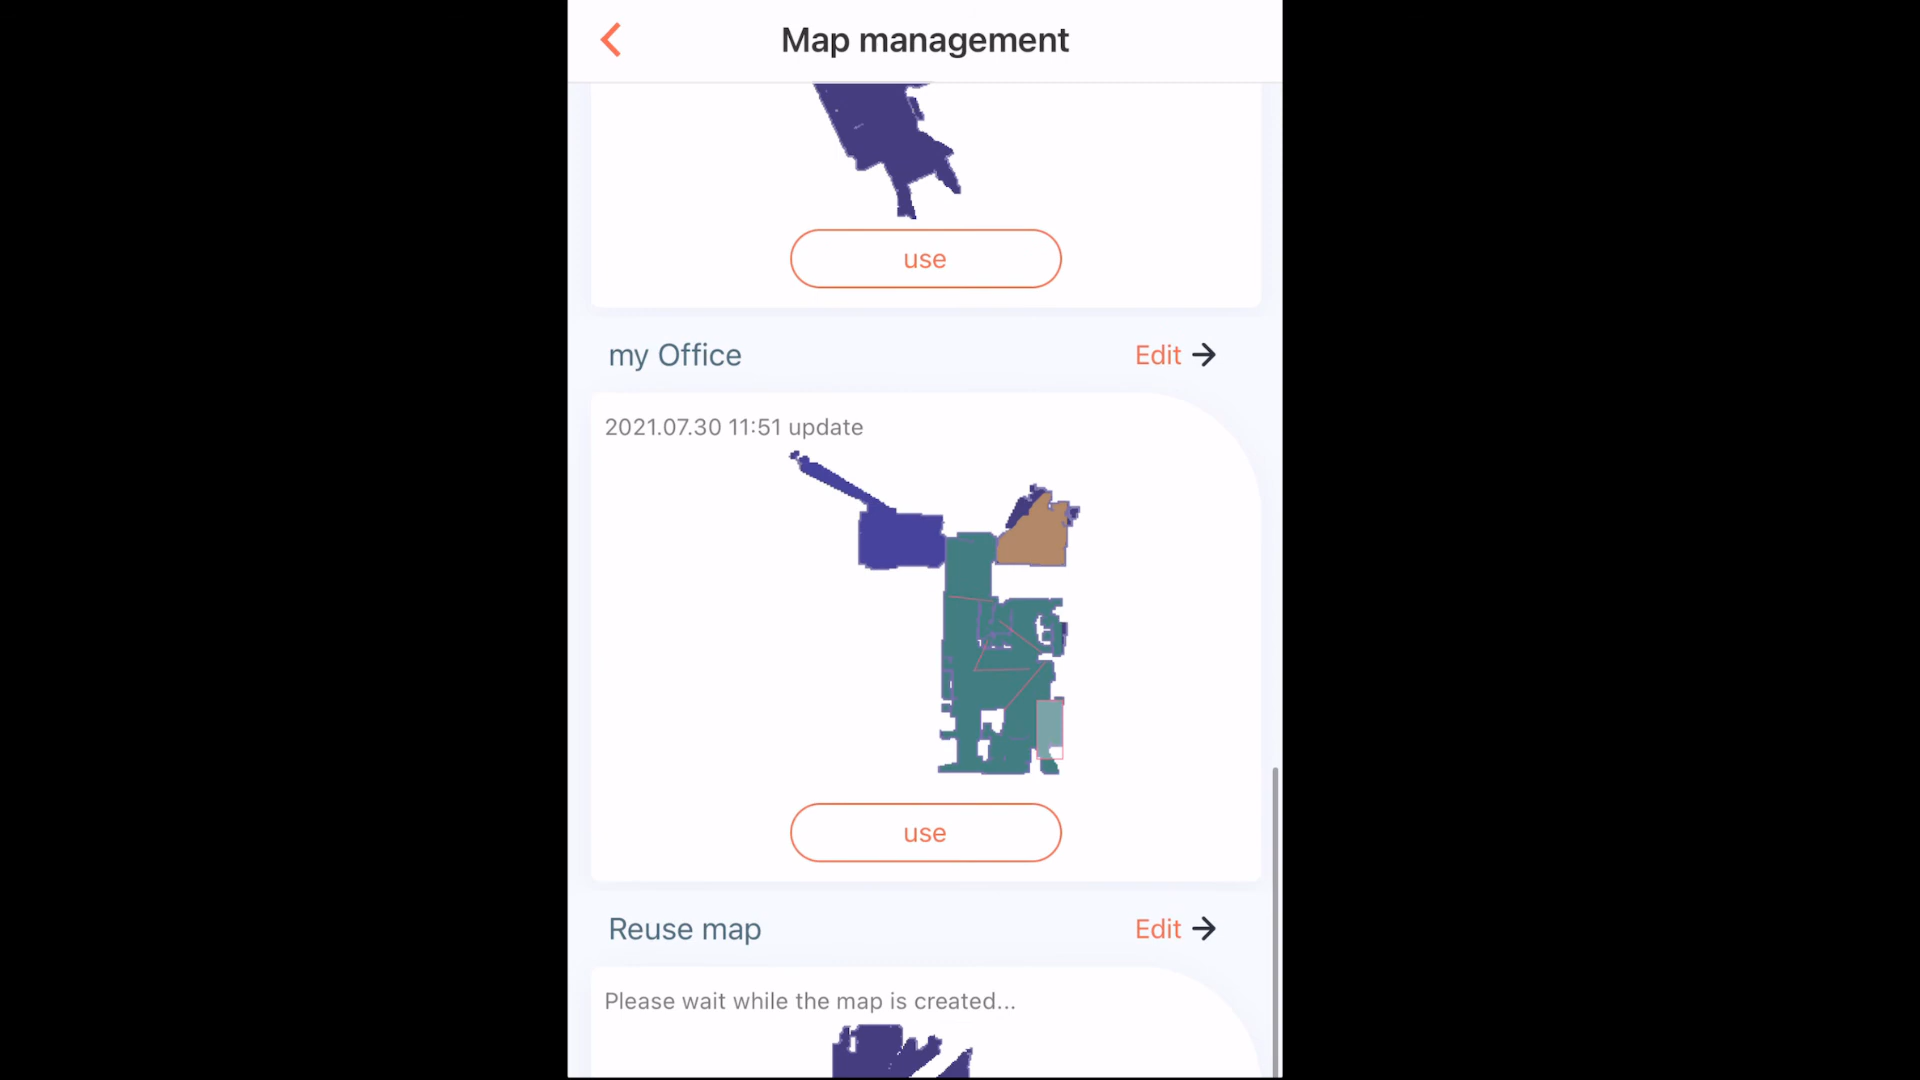 Map management
use
my Office
Edit
2021.07.30 11:51 update
use
Reuse map
Edit
Please wait while the map is created...